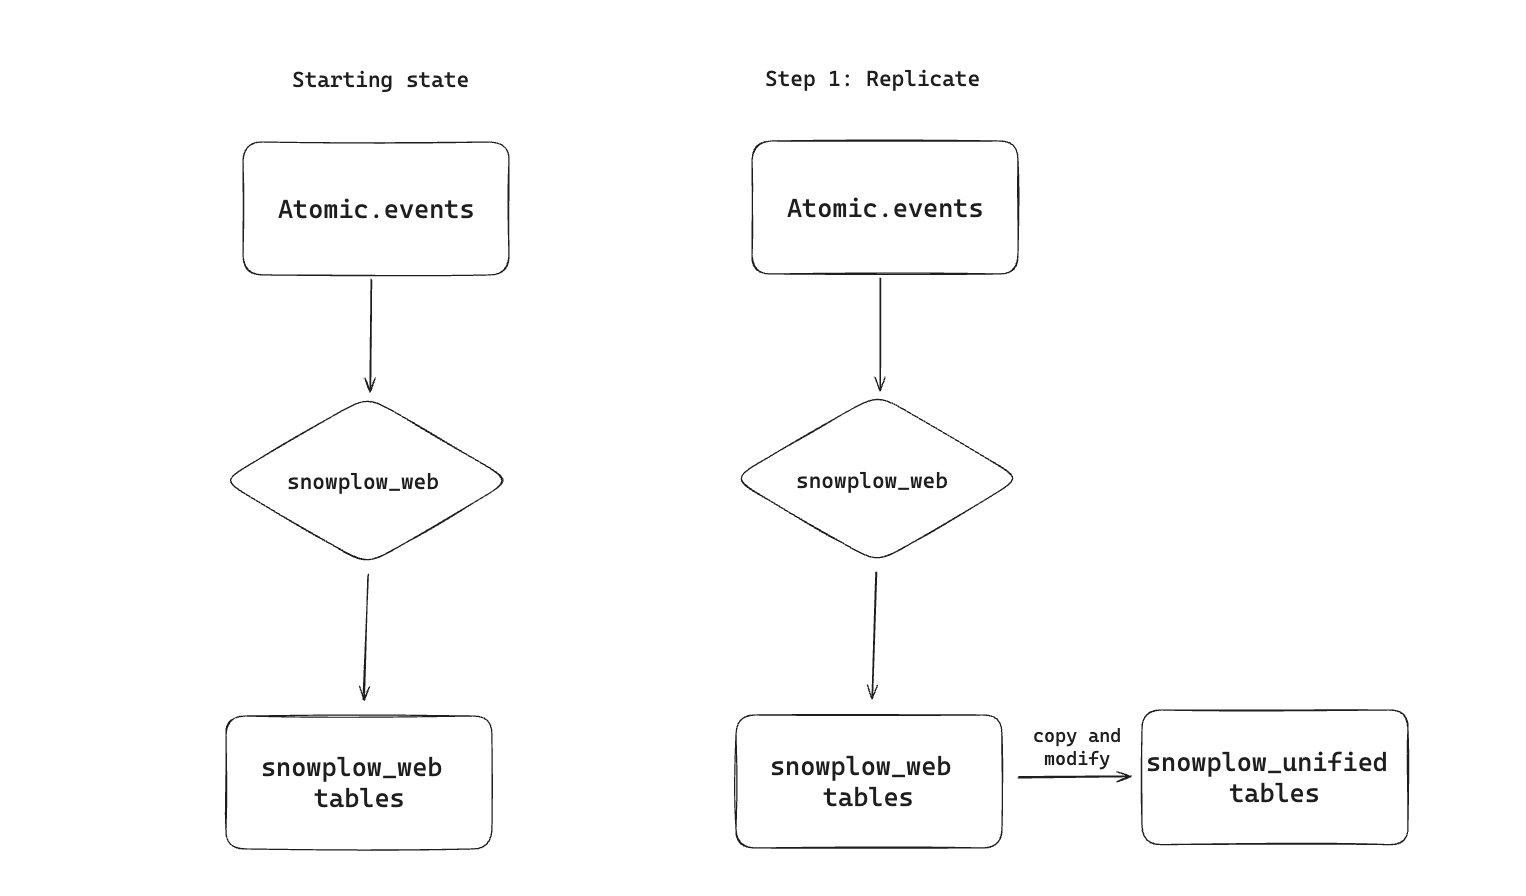 Starting state
Atomic.events
snowplow_web
snowplow_web
tables
Step 1: Replicate
Atomic.events
snowplow_web
snowplow_web
tables
copy and
modify
snowplow_unified
tables